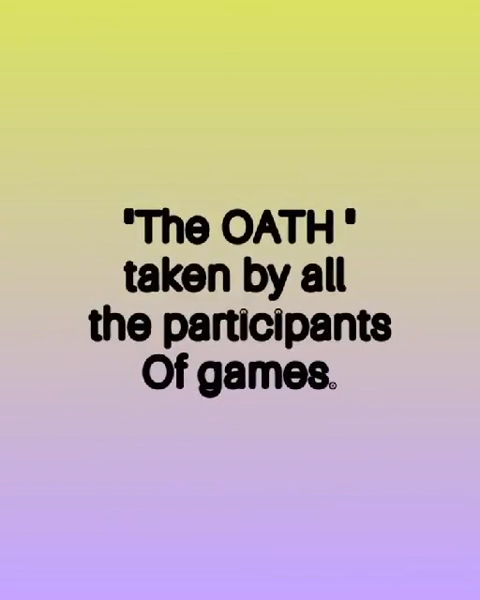 "The OATH "
taken by all
the participants
Of games.